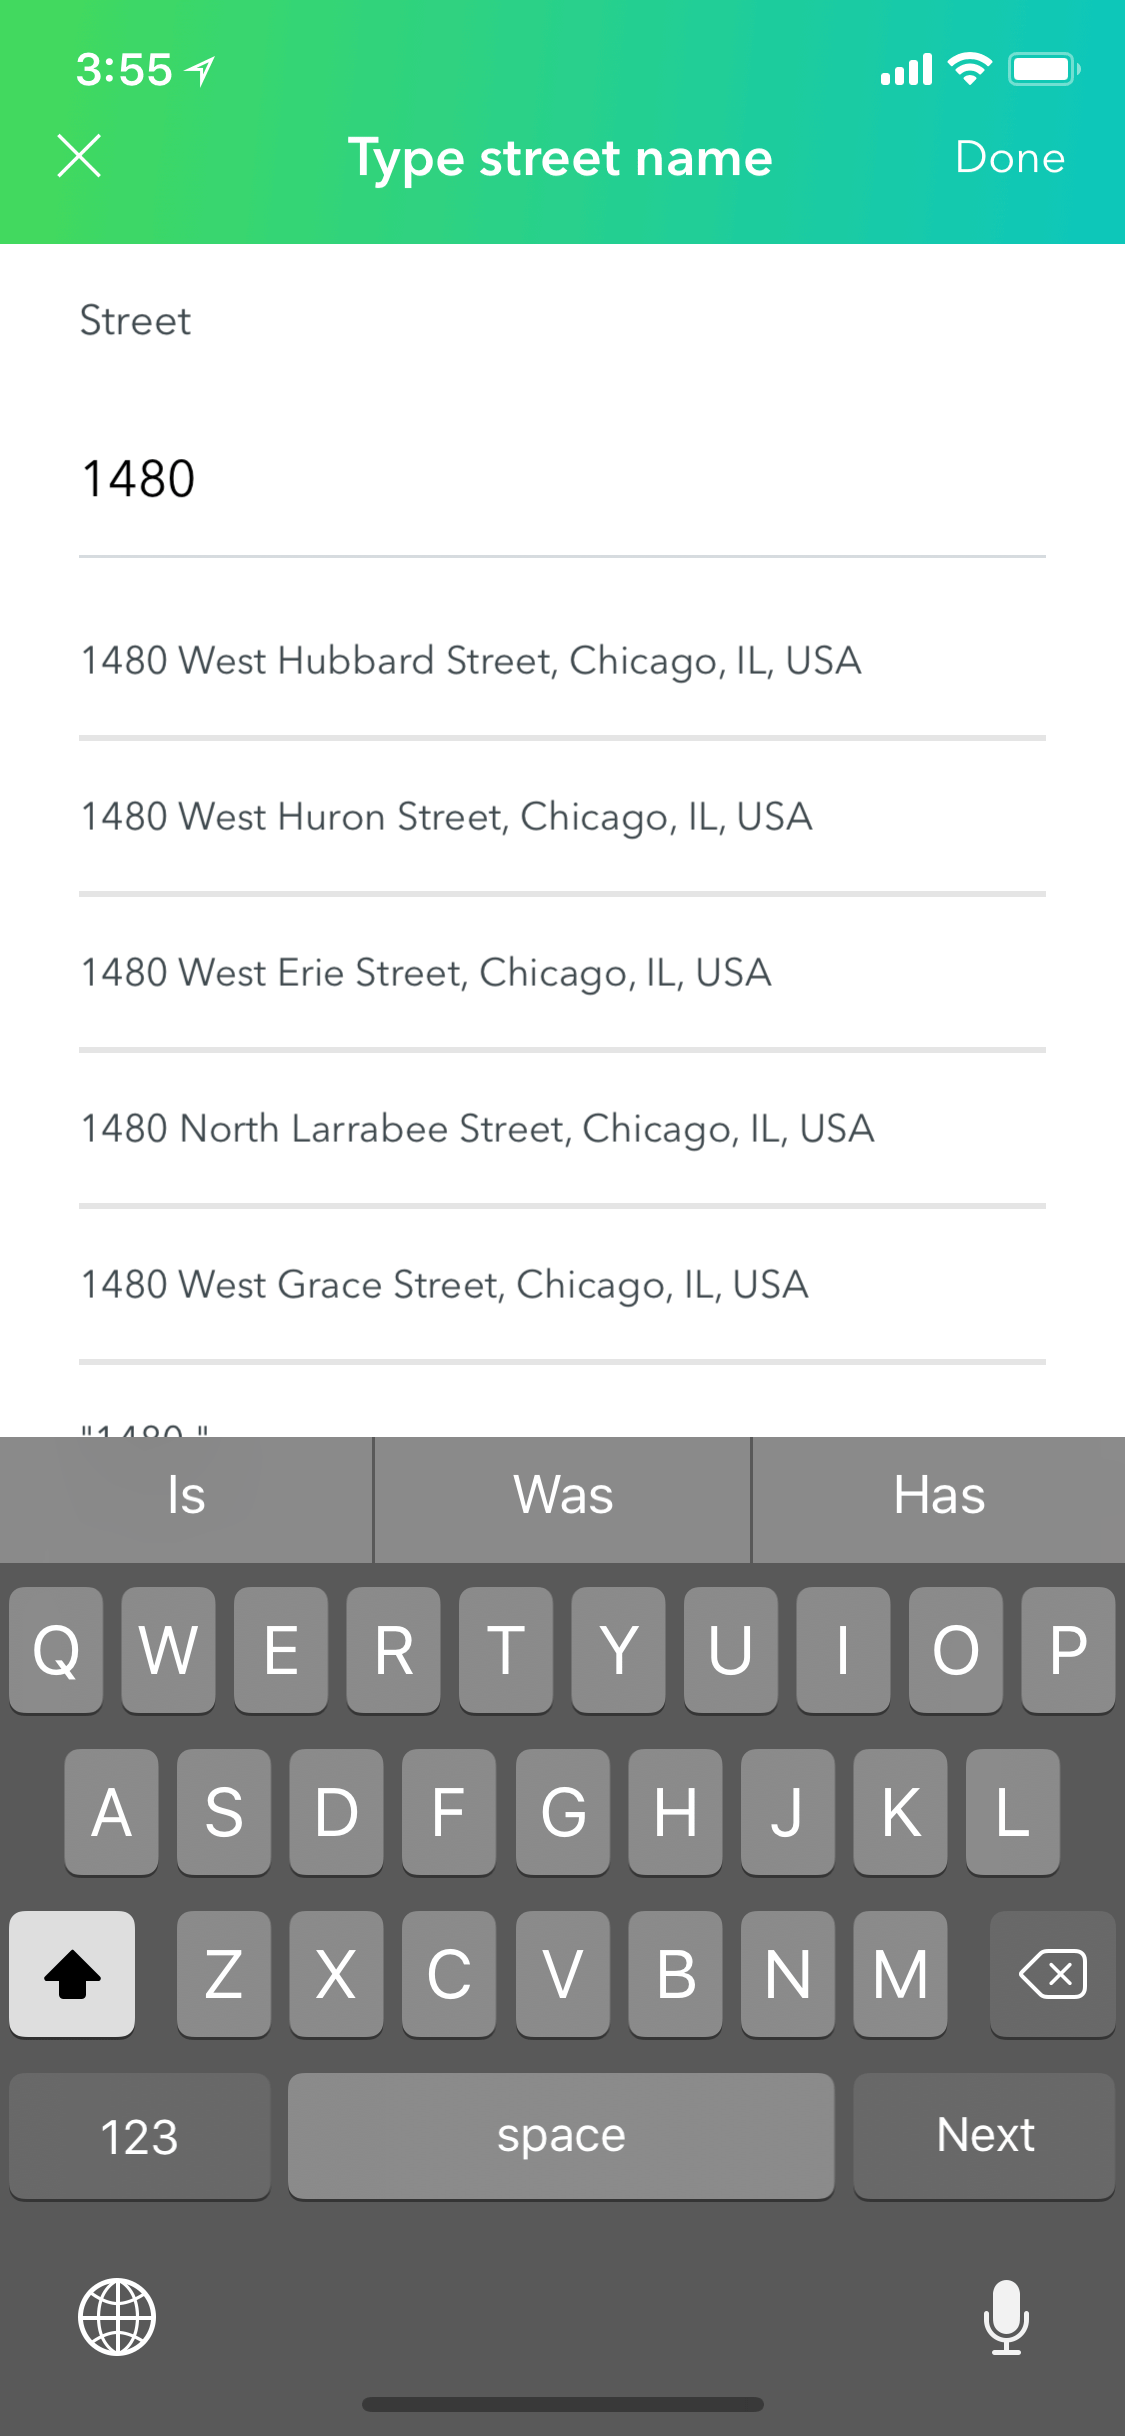 3:55
Type street name
Done
Street
1480
1480 West Hubbard Street, Chicago, IL, USA
1480 West Huron Street, Chicago, IL, USA
1480 West Erie Street, Chicago, IL, USA
1480 North Larrabee Street, Chicago, IL, USA
1480 West Grace Street, Chicago, IL, USA
"1480 "
Is Was Has
Q W E R T Y U I O P
A S D F G H J K L
Z X C V B N M
123 space Next